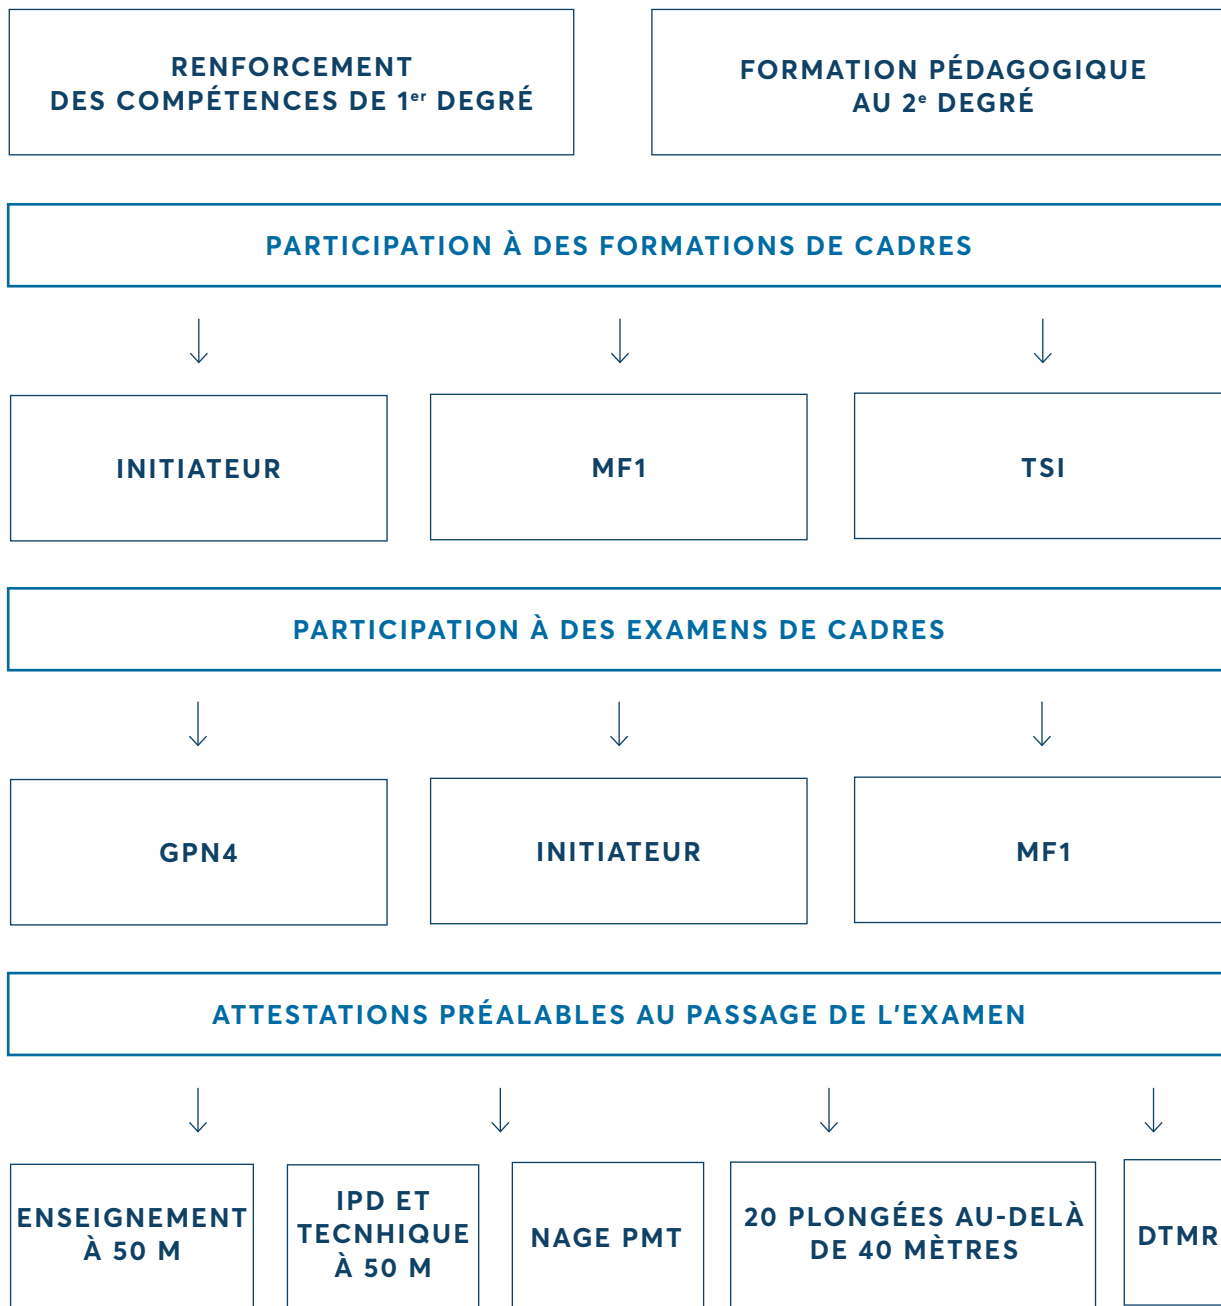 RENFORCEMENT
DES COMPÉTENCES DE 1er DEGRÉ
FORMATION PÉDAGOGIQUE
AU 2e DEGRÉ
PARTICIPATION À DES FORMATIONS DE CADRES
INITIATEUR
MF1
TSI
PARTICIPATION À DES EXAMENS DE CADRES
GPN4
INITIATEUR
MF1
ATTESTATIONS PRÉALABLES AU PASSAGE DE L'EXAMEN
ENSEIGNEMENT
À 50 M
IPD ET
TECNHIQUE
À 50 M
NAGE PMT
20 PLONGÉES AU-DELÀ
DE 40 MÈTRES
DTMR